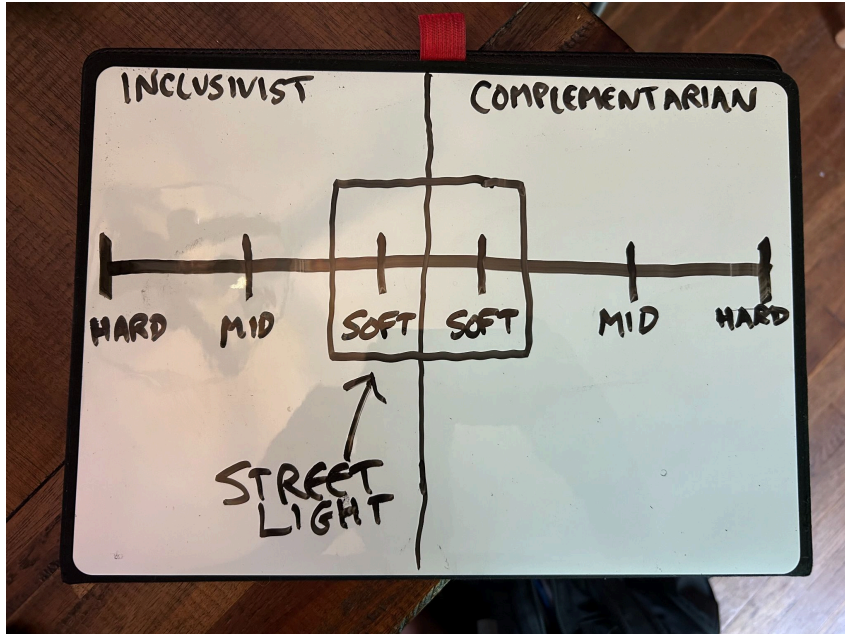 INCLUSIVIST
COMPLEMENTARIAN
HARD MID SOFT SOFT MID HARD
STREET
LIGHT